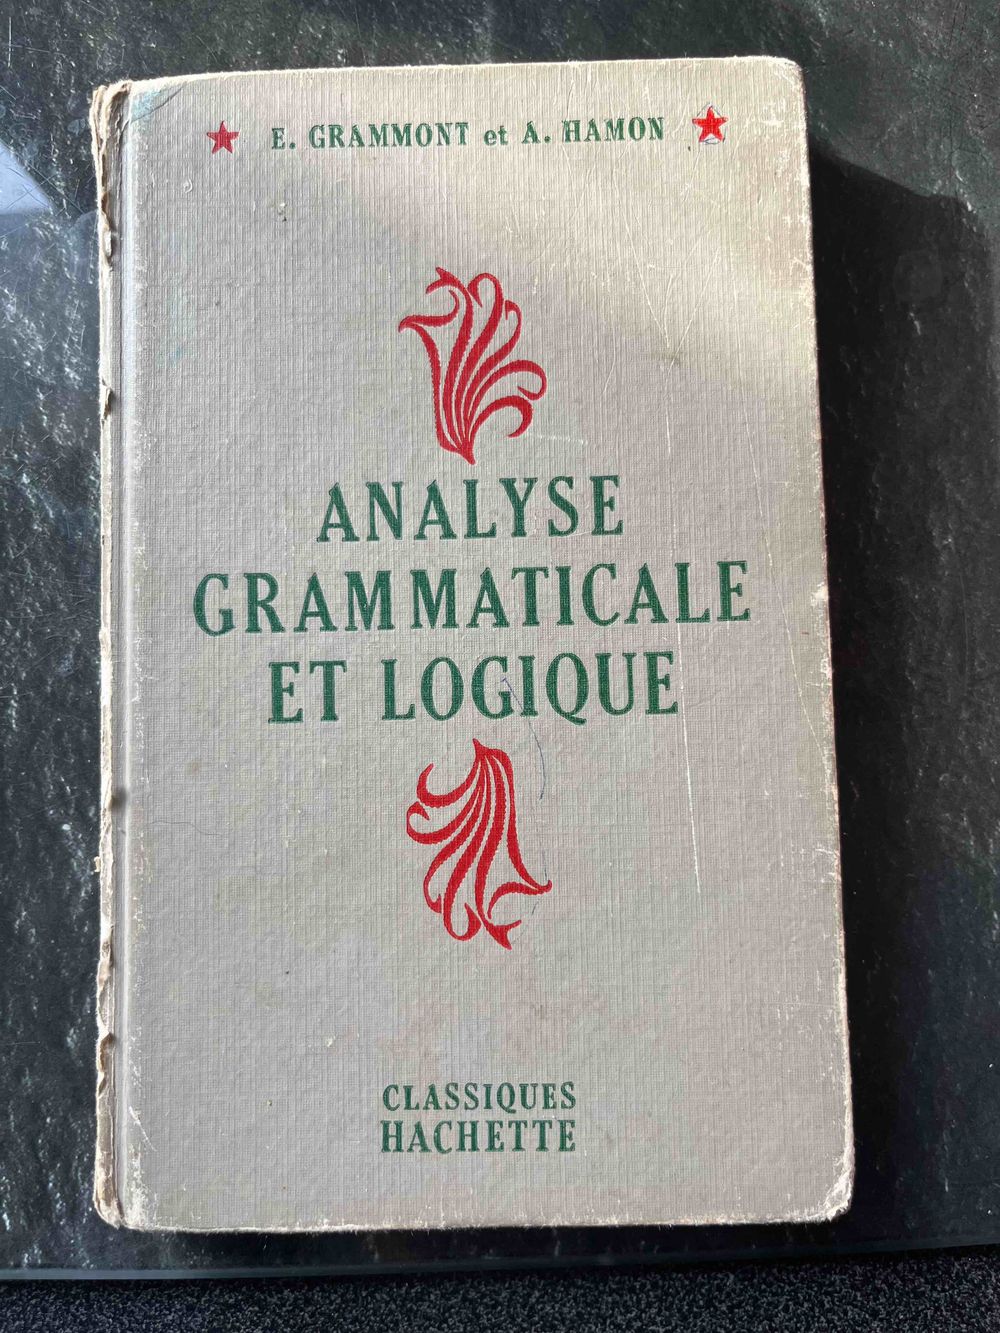 E. GRAMMONT et A. HAMON
ANALYSE
GRAMMATICALE
ET LOGIQUE
CLASSIQUES
HACHETTE